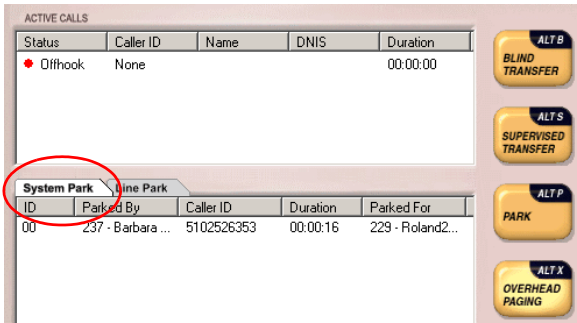 ACTIVE CALLS
Status Caller ID Name DNIS Duration
Offhook None 00:00:00
ALT B
BLIND
TRANSFER
ALT S
SUPERVISED
TRANSFER
System Park Line Park
ID Parked By Caller ID Duration Parked For
00 237 - Barbara ... 5102526353 00:00:16 229 - Roland2...
ALT P
PARK
ALT X
OVERHEAD
PAGING